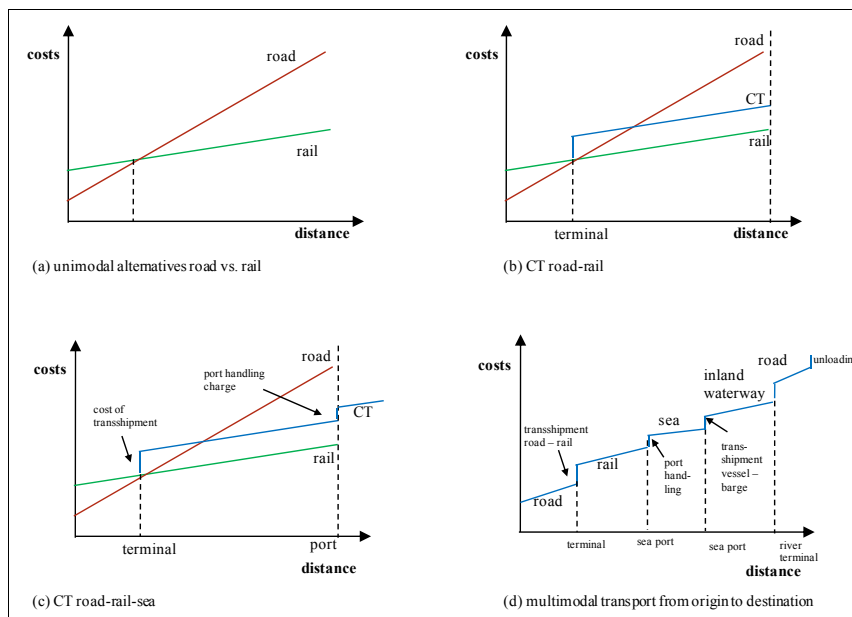 costs
road
rail
distance
(a) unimodal alternatives road vs. rail
costs
road
CT
rail
terminal
distance
(b) CT road-rail
costs
cost of
transshipment
port handling
charge
road
CT
rail
terminal
port
distance
(c) CT road-rail-sea
costs
road
transshipment
road – rail
rail
port
hand-
ling
sea
inland
waterway
trans-
shipment
vessel –
barge
road
unloading
terminal
sea port
sea port
river
terminal
distance
(d) multimodal transport from origin to destination